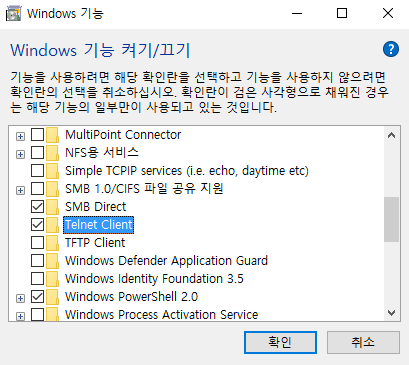 Windows 기능
Windows 기능 켜기/끄기
기능을 사용하려면 해당 확인란을 선택하고 기능을 사용하지 않으려면
확인란의 선택을 취소하십시오. 확인란이 검은 사각형으로 채워진 경우
는 해당 기능의 일부만이 사용되고 있는 것입니다.
MultiPoint Connector
NFS용 서비스
Simple TCPIP services (i.e. echo, daytime etc)
SMB 1.0/CIFS 파일 공유 지원
SMB Direct
Telnet Client
TFTP Client
Windows Defender Application Guard
Windows Identity Foundation 3.5
Windows PowerShell 2.0
Windows Process Activation Service
확인 취소